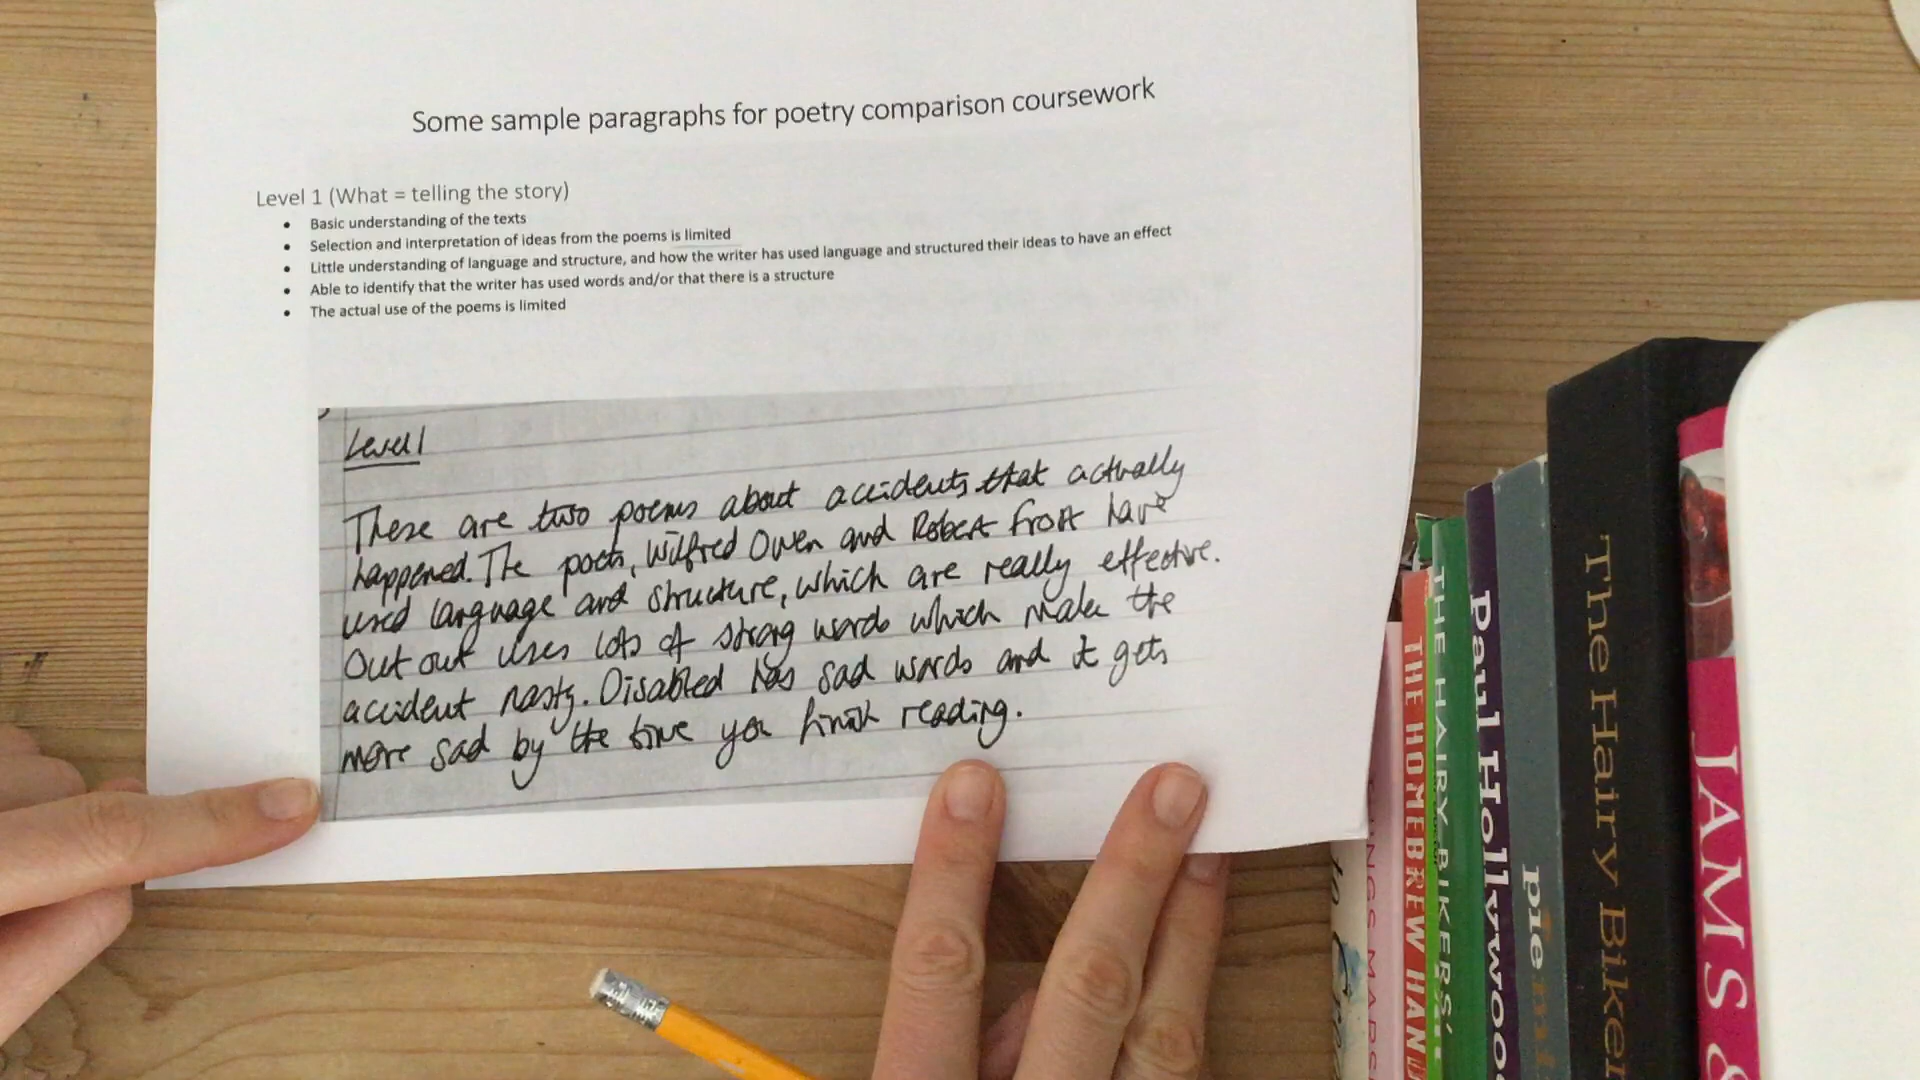 Some sample paragraphs for poetry comparison coursework
Level 1 (What = telling the story)
• Basic understanding of the texts
• Selection and interpretation of ideas from the poems is limited
• Little understanding of language and structure, and how the writer has used language and structured their ideas to have an effect
• Able to identify that the writer has used words and/or that there is a structure
• The actual use of the poems is limited
Level 1
These are two poems about accidents that actually
happened. The poets, Wilfred Owen and Robert Frost have
used language and structure, which are really effective.
Out out uses lots of strong words which make the
accident nasty. Disabled has sad words and it gets
more sad by the time you finish reading.
THE HOMEBREW HAND
THE HAIRY BIKERS'
Paul Hollywoo
pie
The Hairy Biker
JAMS &